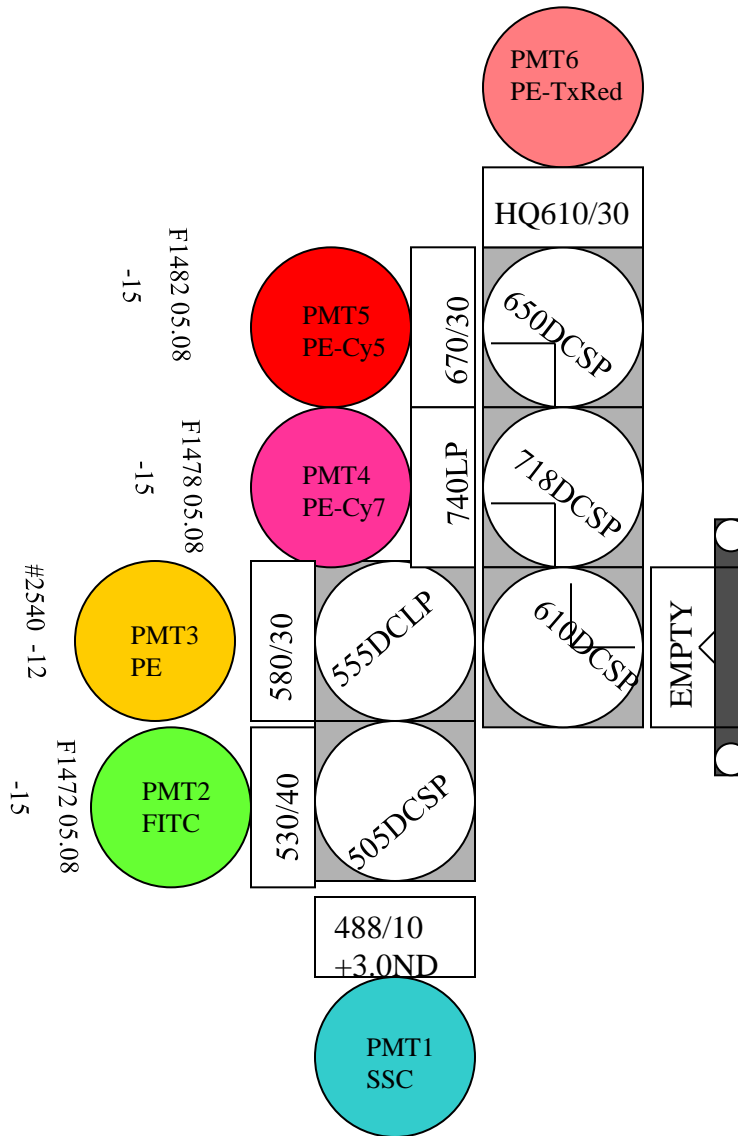 PMT6
PE-TxRed
HQ610/30
F1482 05.08
-15
PMT5
PE-Cy5
670/30
650DCSP
F1478 05.08
-15
PMT4
PE-Cy7
740LP
718DCSP
#2540 -12
PMT3
PE
580/30
555DCLP
610DCSP
EMPTY
F1472 05.08
-15
PMT2
FITC
530/40
505DCSP
488/10
+3.0ND
PMT1
SSC